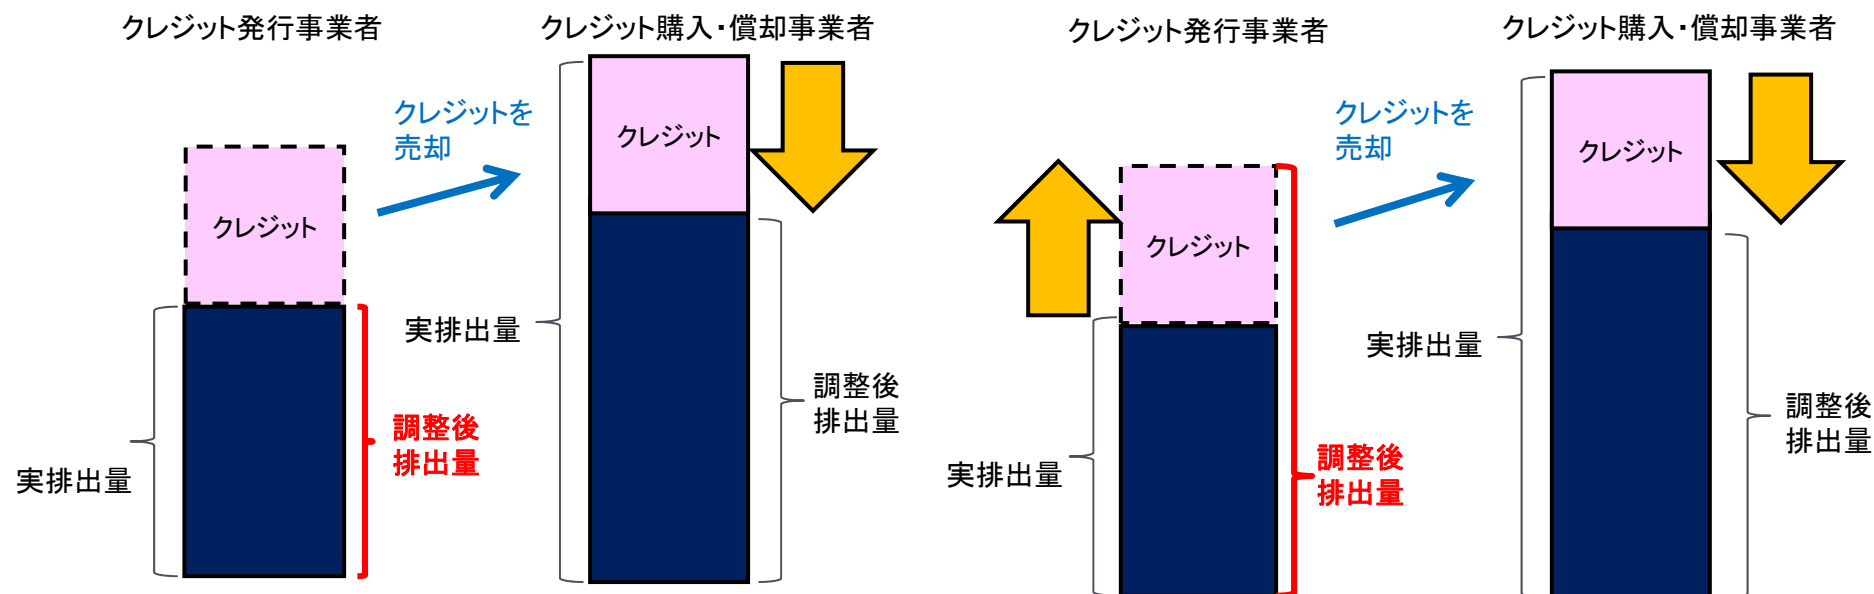 クレジット発行事業者
クレジット購入・償却事業者
クレジットを
売却
クレジット
クレジット
実排出量
実排出量
調整後
排出量
調整後
排出量
クレジット発行事業者
クレジット購入・償却事業者
クレジットを
売却
クレジット
クレジット
実排出量
実排出量
調整後
排出量
調整後
排出量